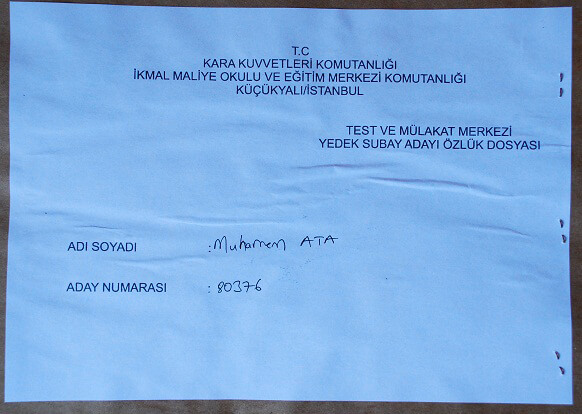 T.C
KARA KUVVETLERİ KOMUTANLIĞI
İKMAL MALİYE OKULU VE EĞİTİM MERKEZİ KOMUTANLIĞI
KÜÇÜKYALI/İSTANBUL
TEST VE MÜLAKAT MERKEZİ
YEDEK SUBAY ADAYI ÖZLÜK DOSYASI
ADI SOYADI :Muharrem ATA
ADAY NUMARASI : 80376